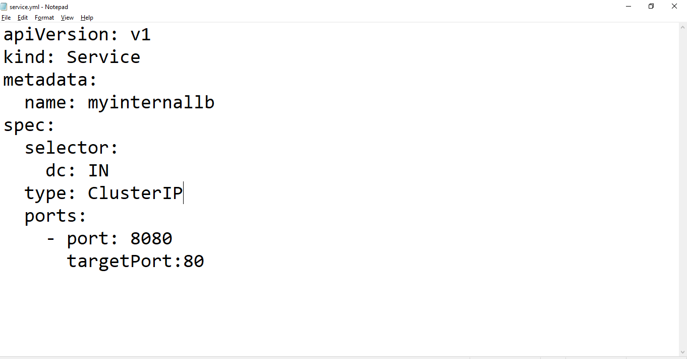 service.yml - Notepad
File Edit Format View Help
apiVersion: v1
kind: Service
metadata:
  name: myinternallb
spec:
  selector:
    dc: IN
  type: ClusterIP
  ports:
    - port: 8080
      targetPort:80